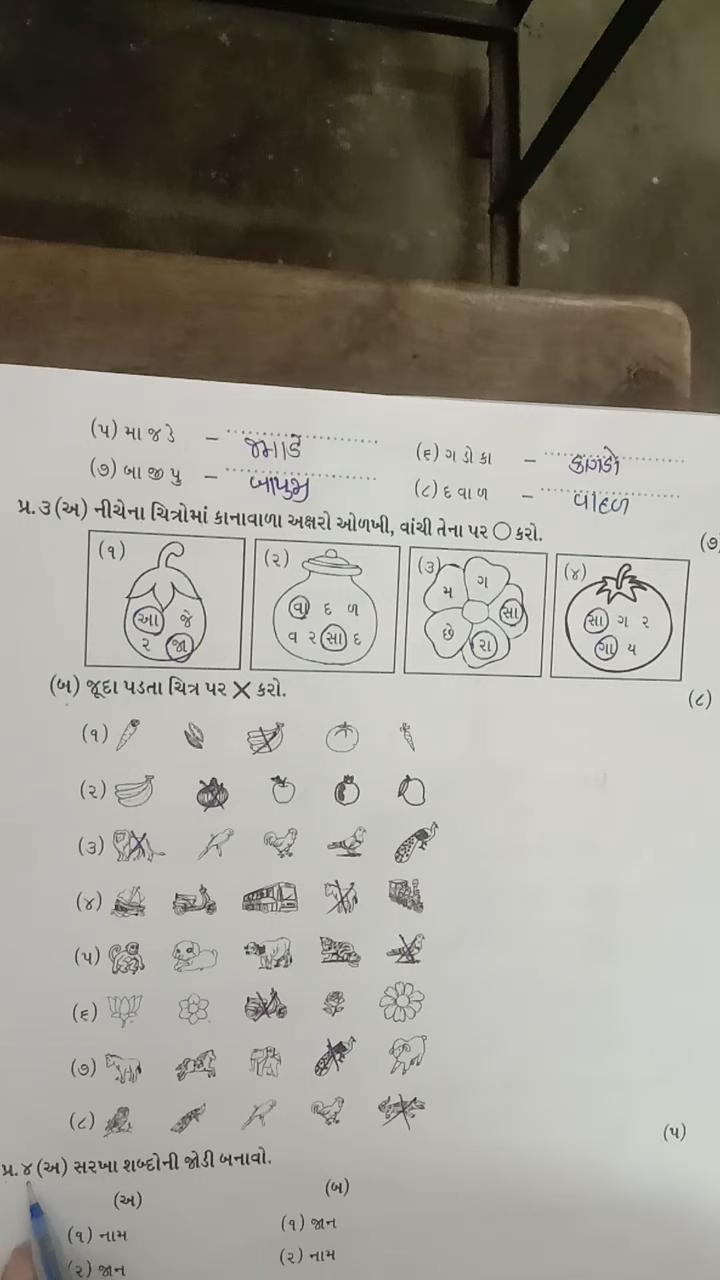 (૫) મા જ ડે – જમાડે (૬) ગ ડો કા – કાગડો
(૭) બા જી પુ – બાપુજી (૮) દ વા ળ – વાદળ
પ્ર.૩ (અ) નીચેના ચિત્રોમાં કાનાવાળા અક્ષરો ઓળખી, વાંચી તેના પર ◯ કરો. (૭)
(૧) (૨) (૩) (૪)
આ જે
ર જા
વા દ ળ
વ ર સા દ
મ ગ
સા
છે રા
સા ગ ર
ગા ય
(બ) જૂદા પડતા ચિત્ર પર ✕ કરો. (૮)
(૧)
(૨)
(૩)
(૪)
(૫)
(૬)
(૭)
(૮)
(૫)
પ્ર.૪ (અ) સરખા શબ્દોની જોડી બનાવો.
(અ) (બ)
(૧) નામ (૧) જાન
(૨) જાન (૨) નામ